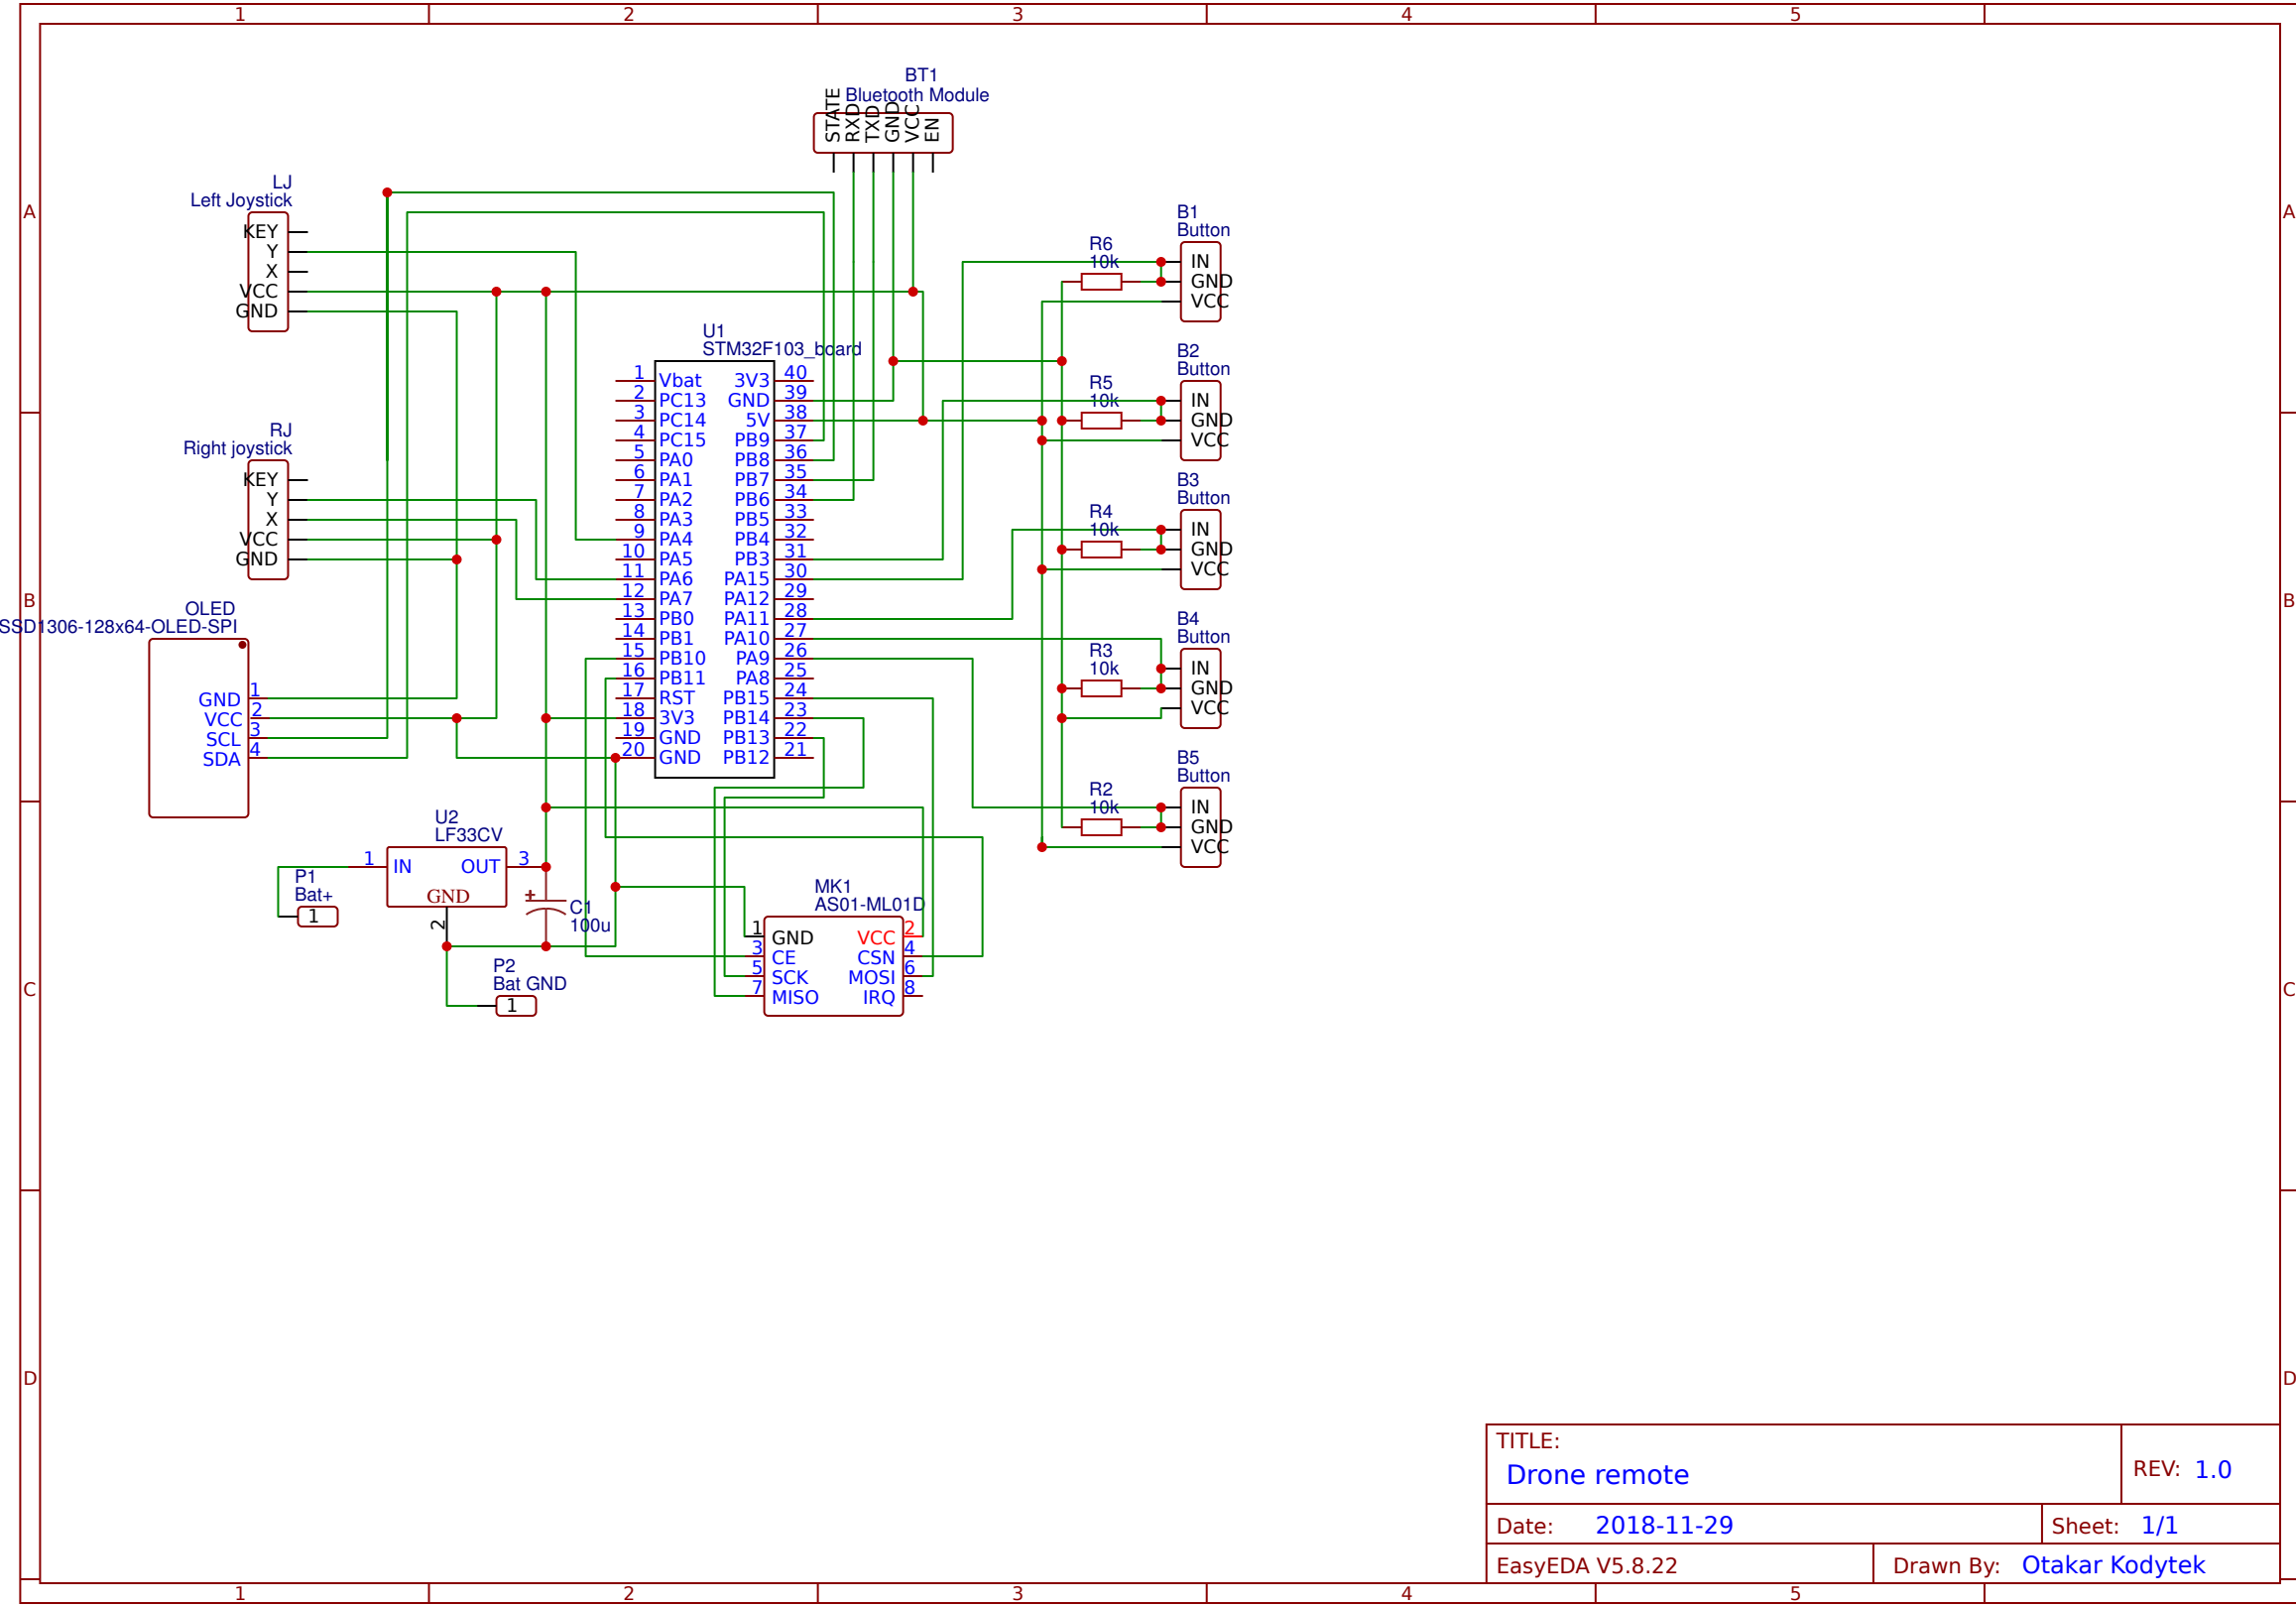 1 2 3 4 5
A A
B B
C C
D D
BT1
Bluetooth Module
STATE
RXD
TXD
GND
VCC
EN
LJ
Left Joystick
KEY
Y
X
VCC
GND
RJ
Right joystick
KEY
Y
X
VCC
GND
OLED
SSD1306-128x64-OLED-SPI
GND 1
VCC 2
SCL 3
SDA 4
U1
STM32F103_board
1 Vbat 3V3 40
2 PC13 GND 39
3 PC14 5V 38
4 PC15 PB9 37
5 PA0 PB8 36
6 PA1 PB7 35
7 PA2 PB6 34
8 PA3 PB5 33
9 PA4 PB4 32
10 PA5 PB3 31
11 PA6 PA15 30
12 PA7 PA12 29
13 PB0 PA11 28
14 PB1 PA10 27
15 PB10 PA9 26
16 PB11 PA8 25
17 RST PB15 24
18 3V3 PB14 23
19 GND PB13 22
20 GND PB12 21
R6
10k
B1
Button
IN
GND
VCC
R5
10k
B2
Button
IN
GND
VCC
R4
10k
B3
Button
IN
GND
VCC
R3
10k
B4
Button
IN
GND
VCC
R2
10k
B5
Button
IN
GND
VCC
U2
LF33CV
1 IN OUT 3
GND
2
P1
Bat+
1
+
C1
100u
P2
Bat GND
1
MK1
AS01-ML01D
1 GND VCC 2
3 CE CSN 4
5 SCK MOSI 6
7 MISO IRQ 8
TITLE:
Drone remote
REV: 1.0
Date: 2018-11-29
Sheet: 1/1
EasyEDA V5.8.22
Drawn By: Otakar Kodytek
1 2 3 4 5